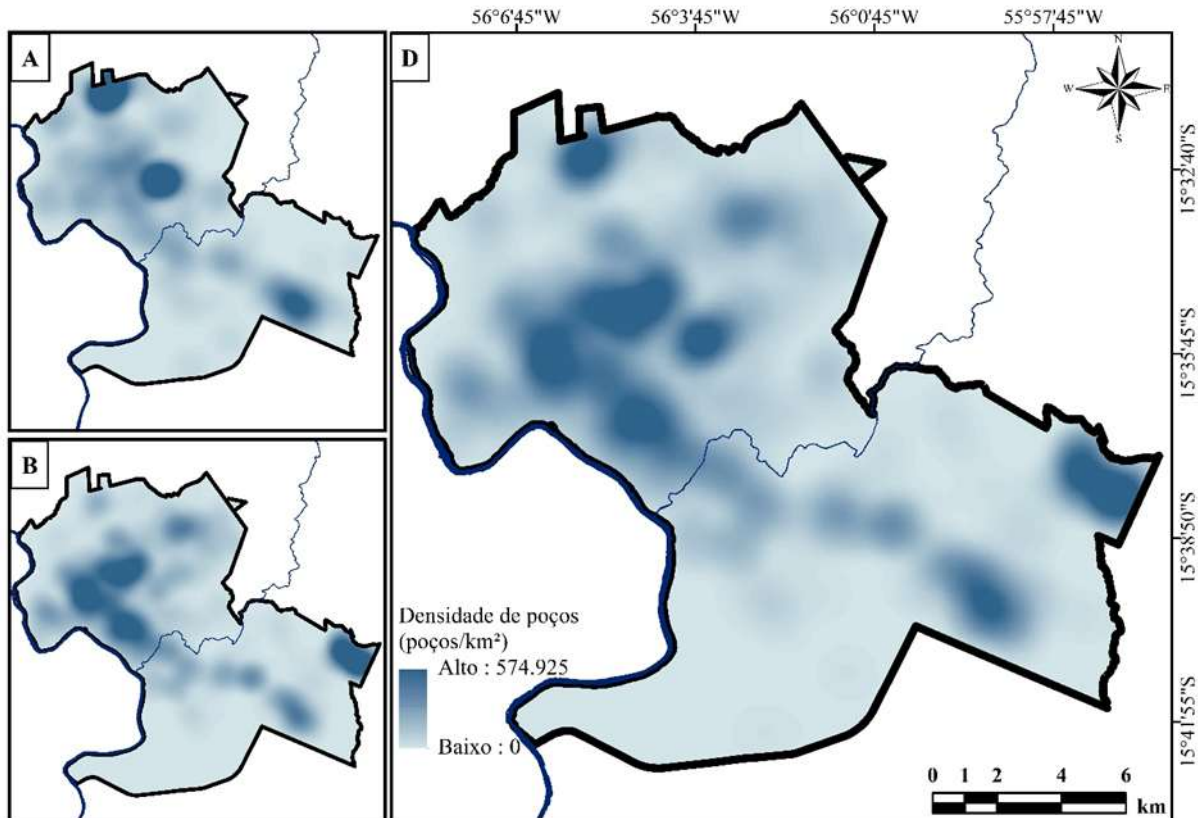 56°6'45"W 56°3'45"W 56°0'45"W 55°57'45"W
A
D
N
W
E
S
15°32'40"S
15°35'45"S
B
15°38'50"S
Densidade de poços
(poços/km²)
Alto : 574.925
Baixo : 0
15°41'55"S
0 1 2 4 6
km